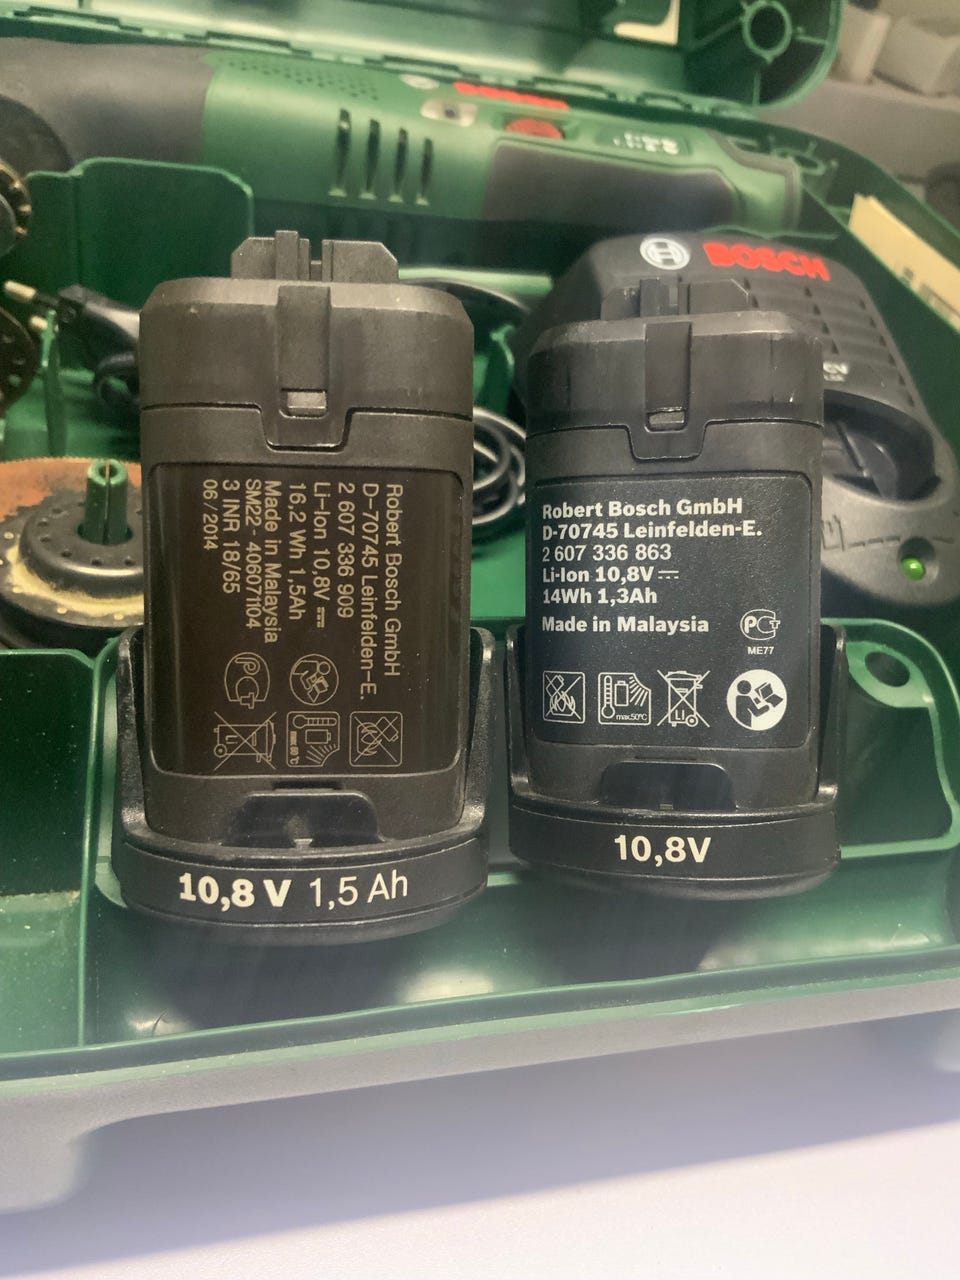 BOSCH
Robert Bosch GmbH
D-70745 Leinfelden-E.
2 607 336 909
Li-Ion 10,8V
16,2 Wh 1,5Ah
Made in Malaysia
SM22 - 406071104
3 INR 18/65
06 / 2014
10,8 V 1,5 Ah
Robert Bosch GmbH
D-70745 Leinfelden-E.
2 607 336 863
Li-Ion 10,8V
14Wh 1,3Ah
Made in Malaysia
ME77
max.50°C
Li
10,8V